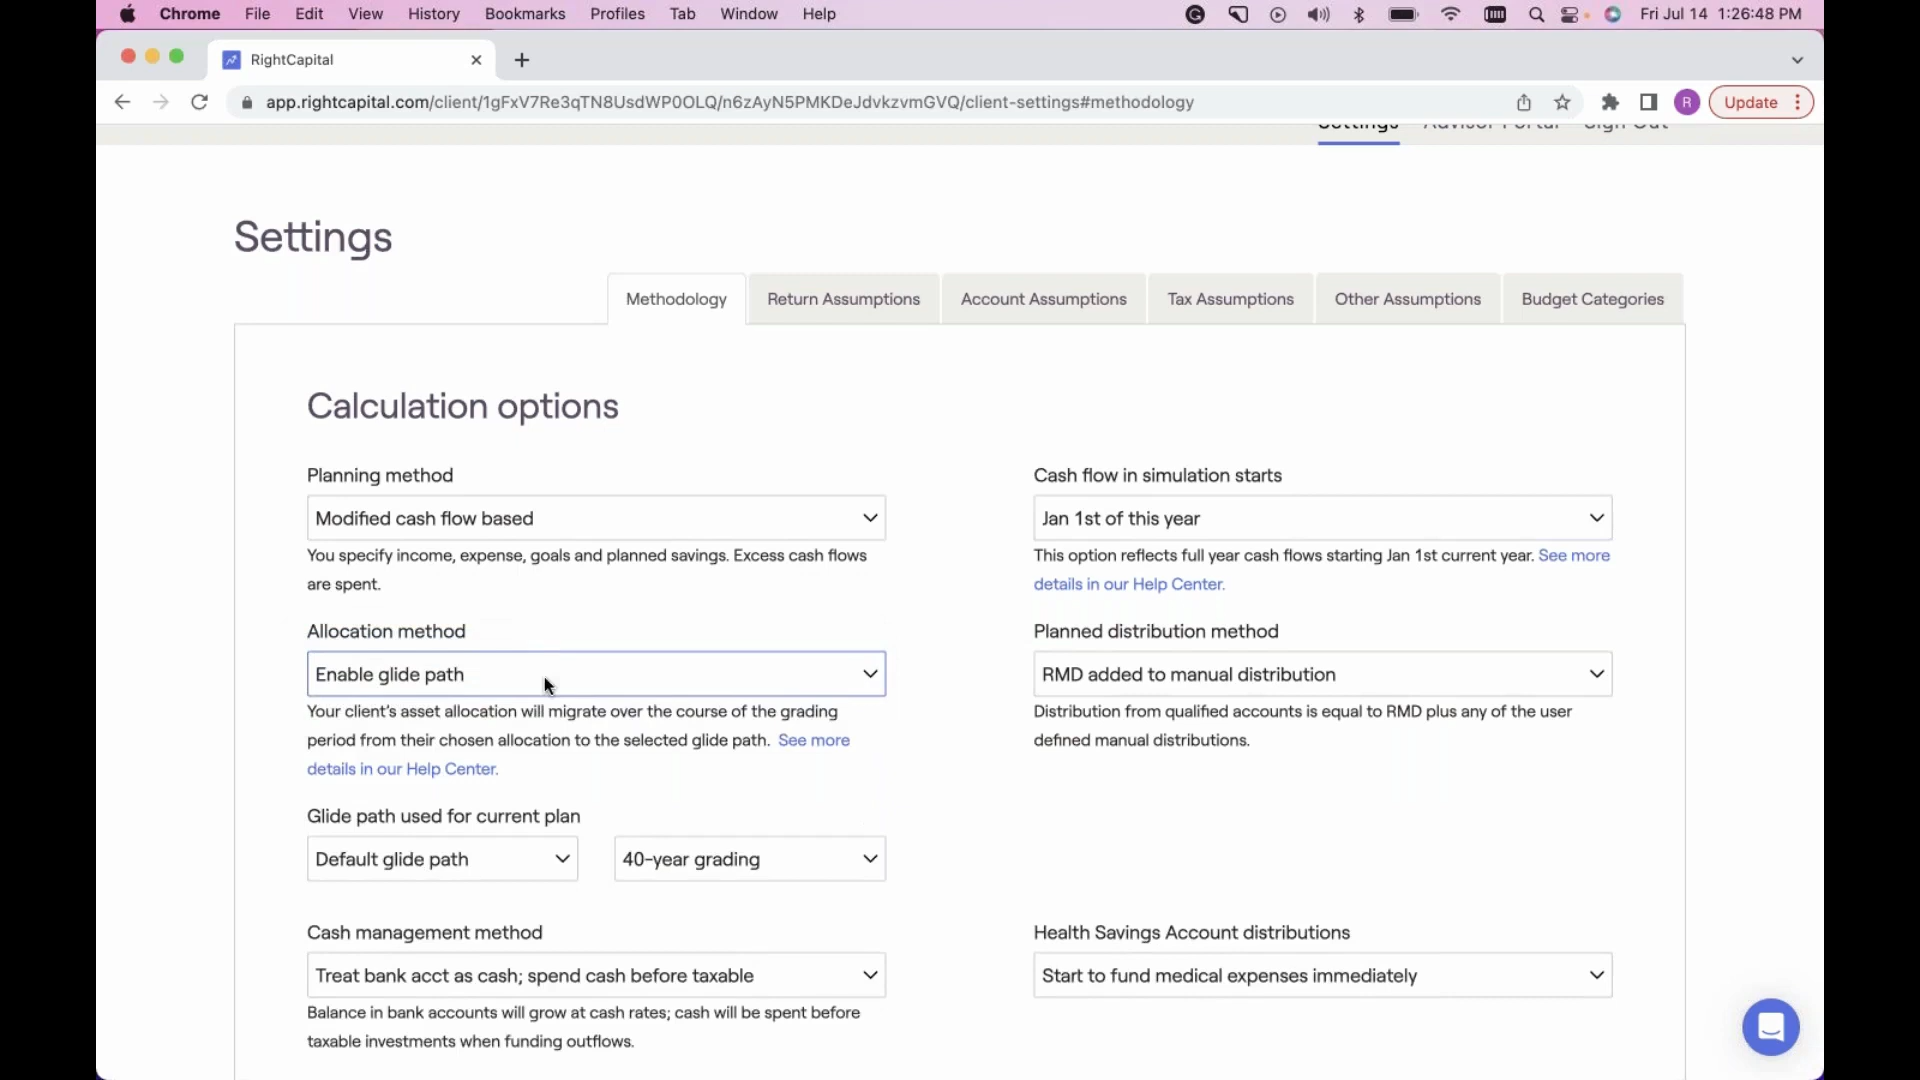 Chrome File Edit View History Bookmarks Profiles Tab Window Help Fri Jul 14 1:26:48 PM
RightCapital
app.rightcapital.com/client/1gFxV7Re3qTN8UsdWP0OLQ/n6zAyN5PMKDeJdvkzvmGVQ/client-settings#methodology R Update
Settings Advisor Portal Sign Out
Settings
Methodology Return Assumptions Account Assumptions Tax Assumptions Other Assumptions Budget Categories
Calculation options
Planning method
Modified cash flow based
You specify income, expense, goals and planned savings. Excess cash flows
are spent.
Cash flow in simulation starts
Jan 1st of this year
This option reflects full year cash flows starting Jan 1st current year. See more
details in our Help Center.
Allocation method
Enable glide path
Your client's asset allocation will migrate over the course of the grading
period from their chosen allocation to the selected glide path. See more
details in our Help Center.
Planned distribution method
RMD added to manual distribution
Distribution from qualified accounts is equal to RMD plus any of the user
defined manual distributions.
Glide path used for current plan
Default glide path 40-year grading
Cash management method
Treat bank acct as cash; spend cash before taxable
Balance in bank accounts will grow at cash rates; cash will be spent before
taxable investments when funding outflows.
Health Savings Account distributions
Start to fund medical expenses immediately